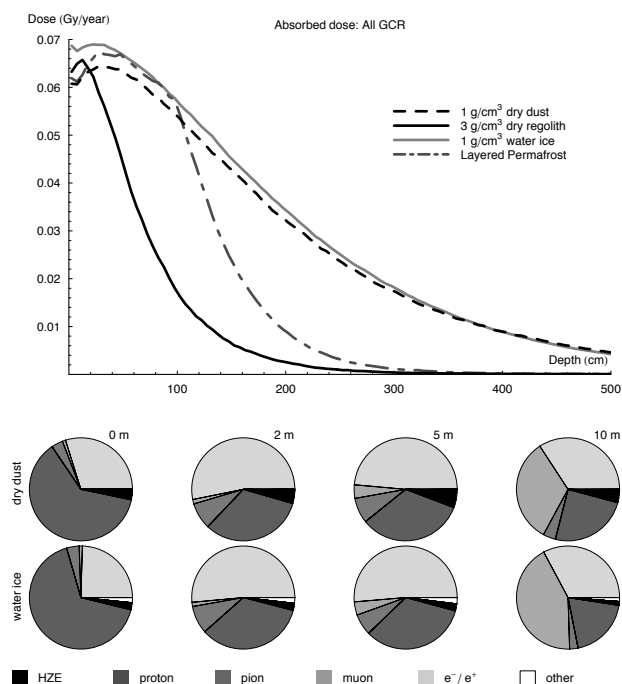 Dose (Gy/year)
Absorbed dose: All GCR
0.07
0.06
0.05
0.04
0.03
0.02
0.01
1 g/cm³ dry dust
3 g/cm³ dry regolith
1 g/cm³ water ice
Layered Permafrost
Depth (cm)
100 200 300 400 500
0 m 2 m 5 m 10 m
dry dust
water ice
HZE proton pion muon e⁻/ e⁺ other